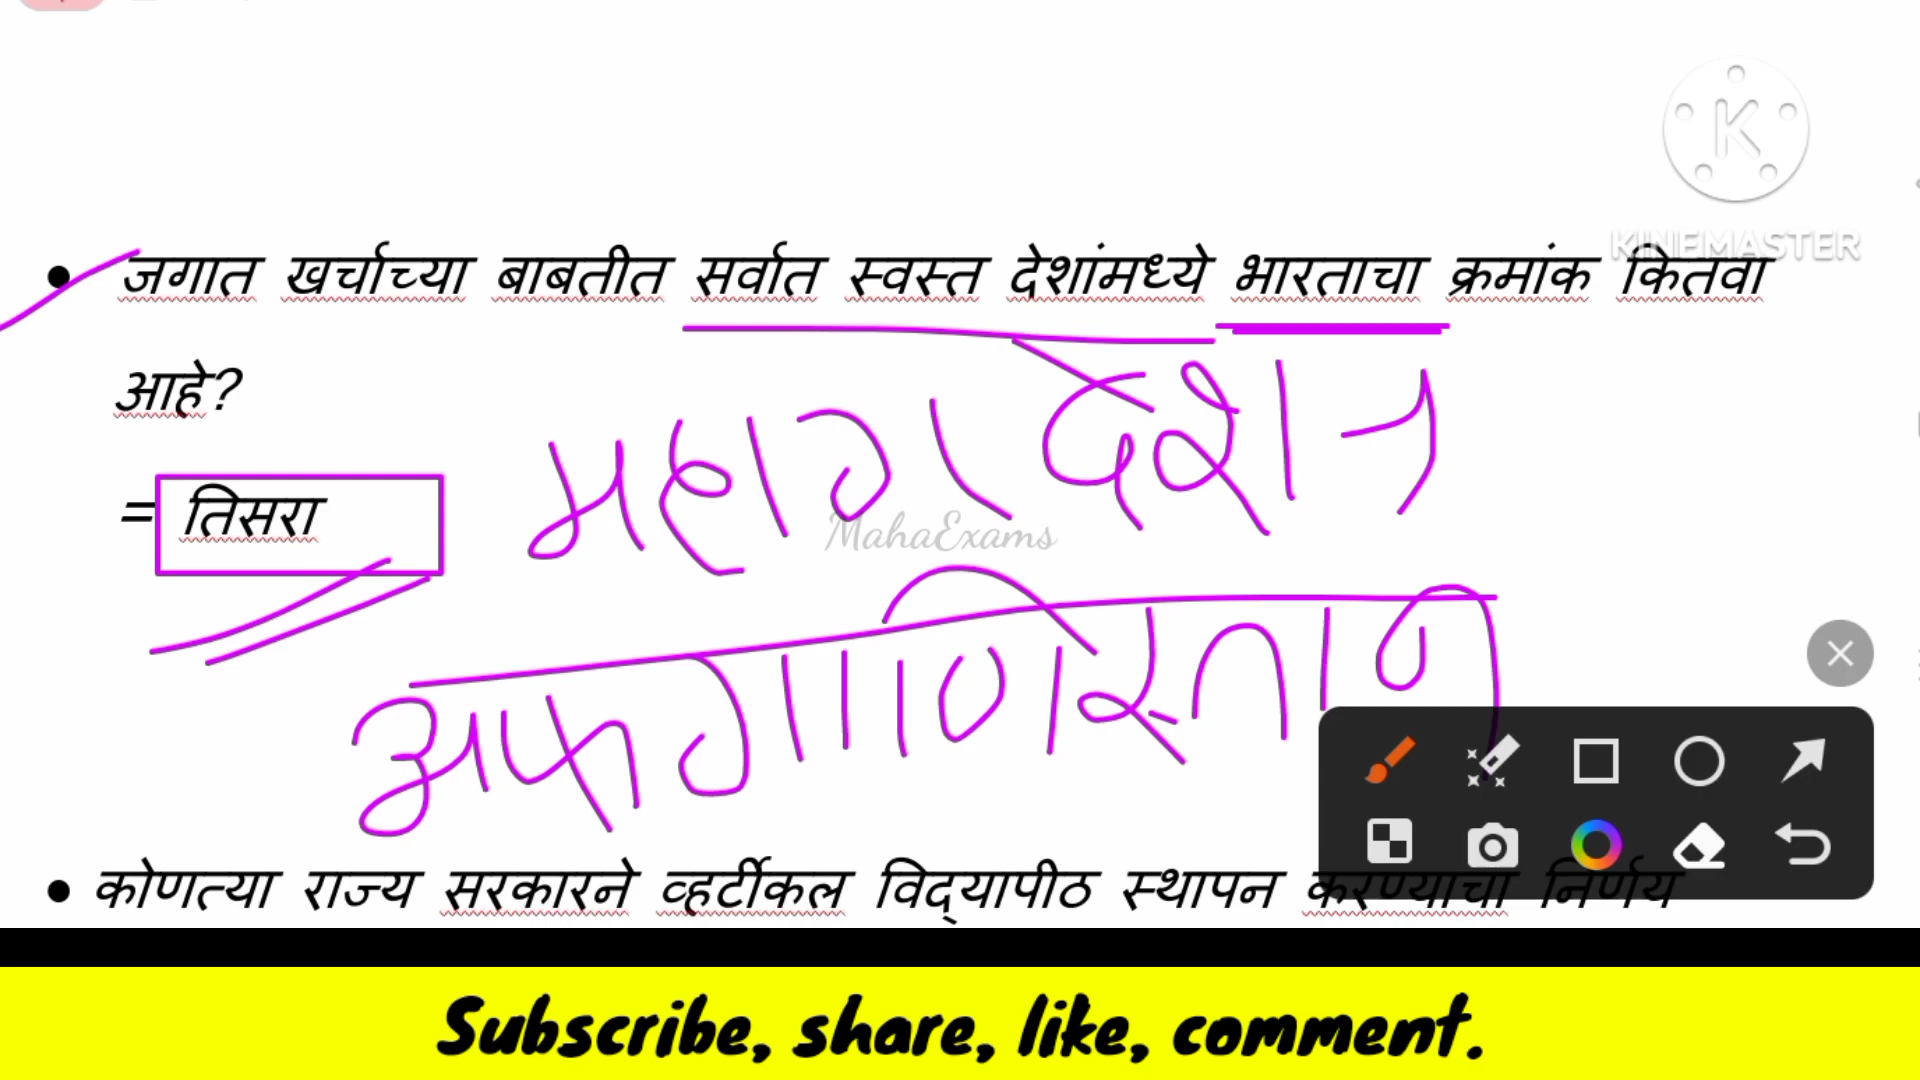 KINEMASTER
• जगात खर्चाच्या बाबतीत सर्वात स्वस्त देशांमध्ये भारताचा क्रमांक कितवा
आहे?
= तिसरा
महाग देश
MahaExams
अफगाणिस्ताण
• कोणत्या राज्य सरकारने व्हर्टीकल विद्यापीठ स्थापन करण्याचा निर्णय
Subscribe, share, like, comment.